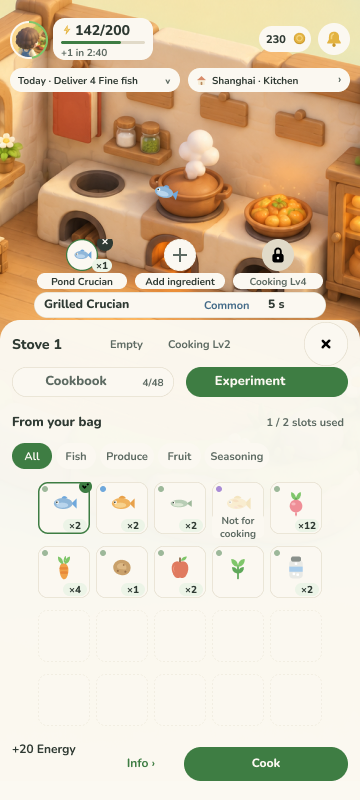 142/200
+1 in 2:40
230
Today · Deliver 4 Fine fish
Shanghai · Kitchen
×1
Pond Crucian
Add ingredient
Cooking Lv4
Grilled Crucian
Common
5 s
Stove 1
Empty
Cooking Lv2
Cookbook
4/48
Experiment
From your bag
1 / 2 slots used
All
Fish
Produce
Fruit
Seasoning
×2
×2
×2
Not for
cooking
×12
×4
×1
×2
×2
+20 Energy
Info ›
Cook